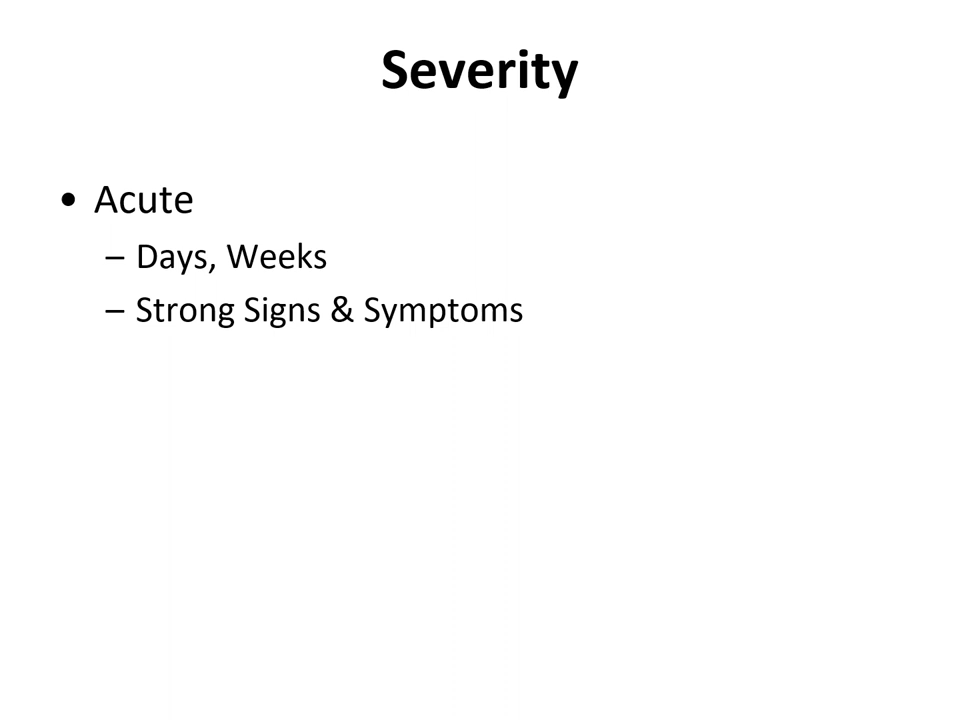 Severity
• Acute
– Days, Weeks
– Strong Signs & Symptoms